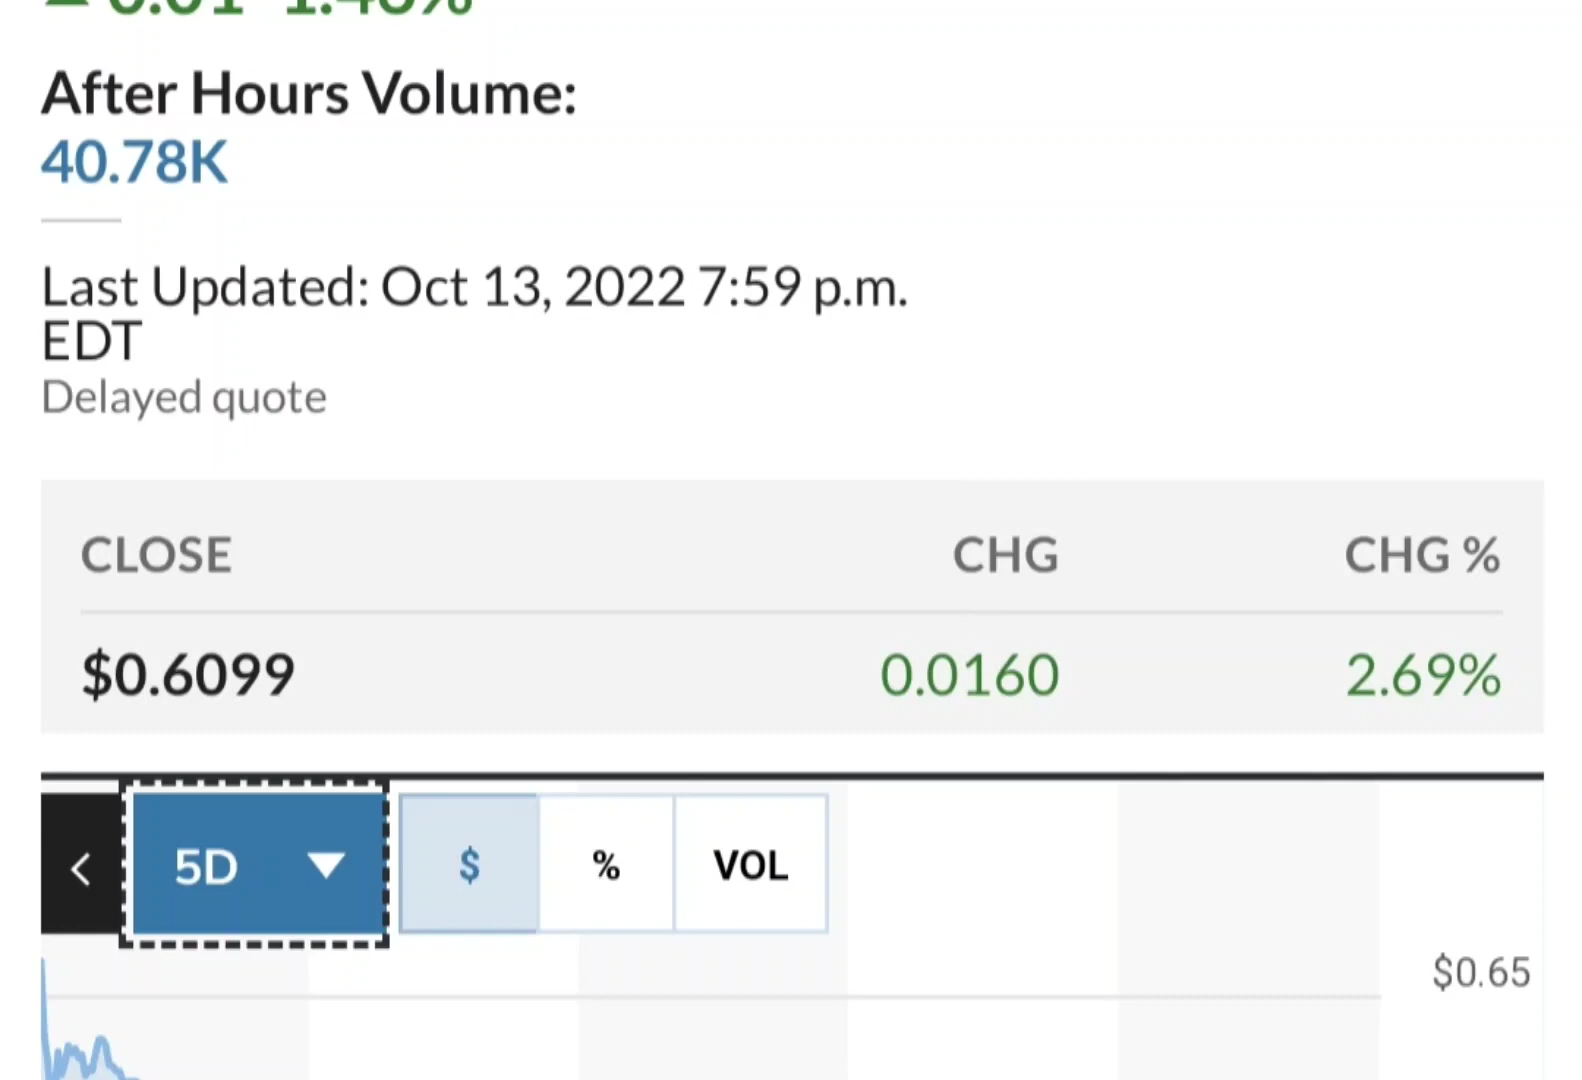 After Hours Volume:
40.78K
Last Updated: Oct 13, 2022 7:59 p.m.
EDT
Delayed quote
CLOSE CHG CHG %
$0.6099 0.0160 2.69%
5D $ % VOL
$0.65